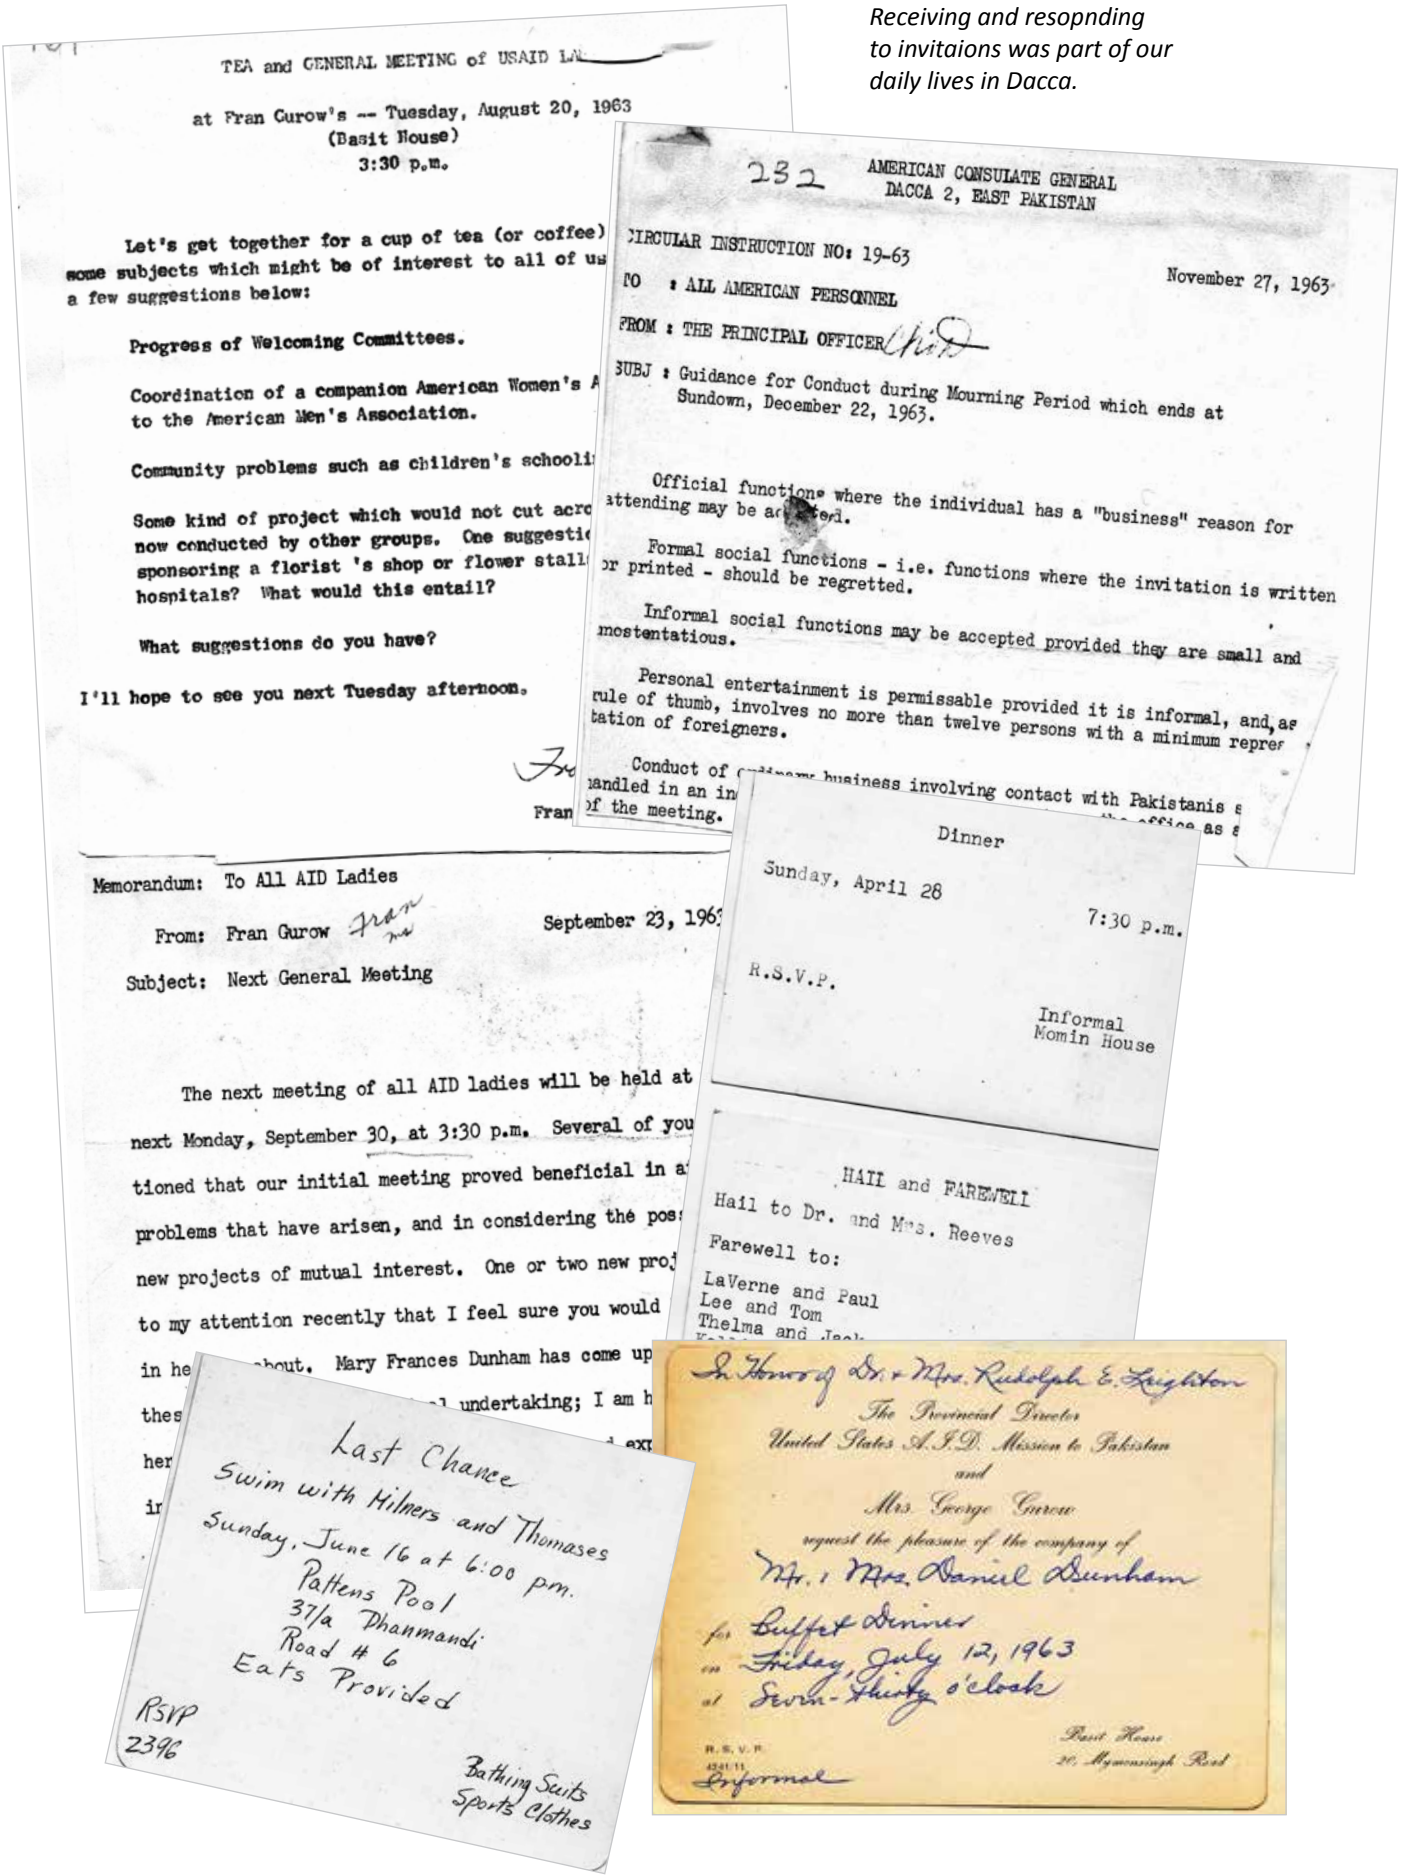 Receiving and resopnding
to invitaions was part of our
daily lives in Dacca.
TEA and GENERAL MEETING of USAID
at Fran Gurow's -- Tuesday, August 20, 1963
(Basit House)
3:30 p.m.
Let's get together for a cup of tea (or coffee)
some subjects which might be of interest to all of us
a few suggestions below:
Progress of Welcoming Committees.
Coordination of a companion American Women's A
to the American Men's Association.
Community problems such as children's schooli
Some kind of project which would not cut acro
now conducted by other groups. One suggestio
sponsoring a florist 's shop or flower stall
hospitals? What would this entail?
What suggestions do you have?
I'll hope to see you next Tuesday afternoon.
Fran
232
AMERICAN CONSULATE GENERAL
DACCA 2, EAST PAKISTAN
CIRCULAR INSTRUCTION NO: 19-63
November 27, 1963
TO : ALL AMERICAN PERSONNEL
FROM : THE PRINCIPAL OFFICER
SUBJ : Guidance for Conduct during Mourning Period which ends at
Sundown, December 22, 1963.
Official functions where the individual has a "business" reason for
attending may be accepted.
Formal social functions - i.e. functions where the invitation is written
or printed - should be regretted.
Informal social functions may be accepted provided they are small and
nostentatious.
Personal entertainment is permissable provided it is informal, and, as
rule of thumb, involves no more than twelve persons with a minimum repres
tation of foreigners.
Conduct of ordinary business involving contact with Pakistanis s
handled in an in
the office as a
of the meeting.
Memorandum: To All AID Ladies
From: Fran Gurow Fran
September 23, 1963
Subject: Next General Meeting
The next meeting of all AID ladies will be held at
next Monday, September 30, at 3:30 p.m. Several of you
tioned that our initial meeting proved beneficial in a
problems that have arisen, and in considering the pos
new projects of mutual interest. One or two new proj
to my attention recently that I feel sure you would
in he about. Mary Frances Dunham has come up
thes undertaking; I am h
her exp
in
Dinner
Sunday, April 28
7:30 p.m.
R.S.V.P.
Informal
Momin House
HAIL and FAREWELL
Hail to Dr. and Mrs. Reeves
Farewell to:
LaVerne and Paul
Lee and Tom
Thelma and Jack
Last Chance
Swim with Milners and Thomases
Sunday, June 16 at 6:00 pm.
Pattens Pool
37/a Dhanmandi
Road # 6
Eats Provided
RSVP
2396
Bathing Suits
Sports Clothes
In Honor of Dr. + Mrs. Rudolph E. Leighton
The Provincial Director
United States A.I.D. Mission to Pakistan
and
Mrs. George Gurow
request the pleasure of the company of
Mr. + Mrs. Daniel Dunham
for Buffet Dinner
on Friday, July 12, 1963
at Seven-thirty o'clock
R.S.V.P.
Informal
Basit House
20, Mymensingh Road